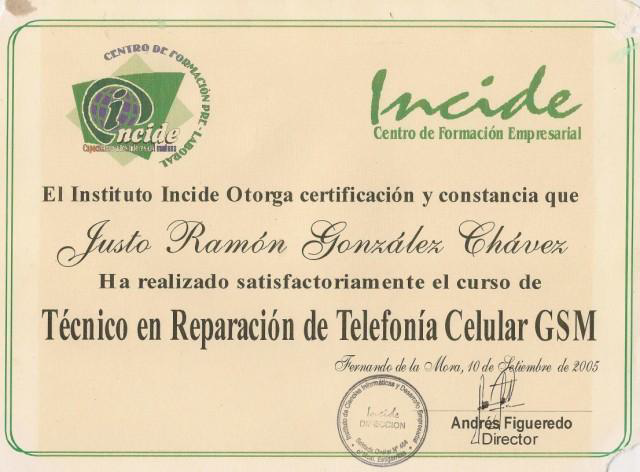 CENTRO DE FORMACIÓN PRE - LABORAL
incide
Incide
Centro de Formación Empresarial
El Instituto Incide Otorga certificación y constancia que
Justo Ramón González Chávez
Ha realizado satisfactoriamente el curso de
Técnico en Reparación de Telefonía Celular GSM
Fernando de la Mora, 10 de Setiembre de 2005
Instituto de Ciencias Informáticas y Desarrollo Empresarial
Incide
DIRECCION
Andrés Figueredo
Director